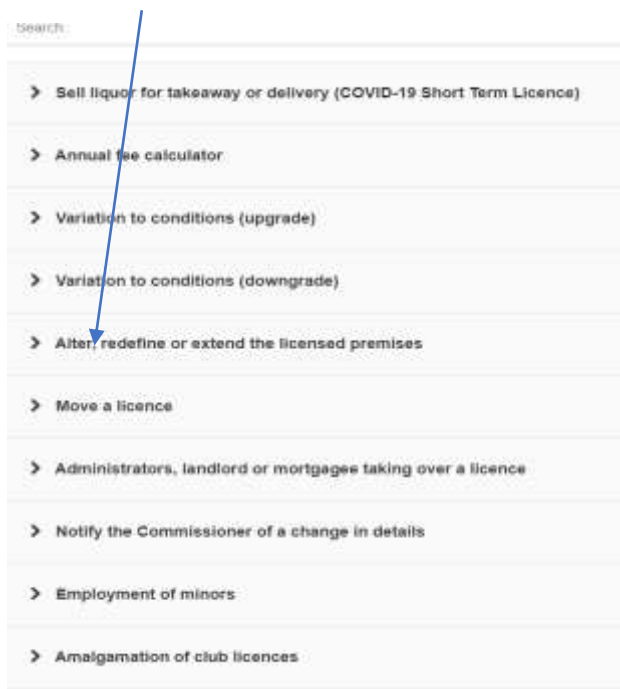 Search:
Sell liquor for takeaway or delivery (COVID-19 Short Term Licence)
Annual fee calculator
Variation to conditions (upgrade)
Variation to conditions (downgrade)
Alter, redefine or extend the licensed premises
Move a licence
Administrators, landlord or mortgagee taking over a licence
Notify the Commissioner of a change in details
Employment of minors
Amalgamation of club licences